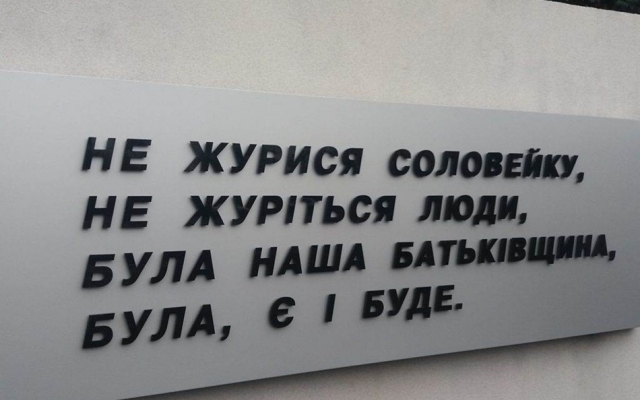 НЕ ЖУРИСЯ СОЛОВЕЙКУ,
НЕ ЖУРІТЬСЯ ЛЮДИ,
БУЛА НАША БАТЬКІВЩИНА,
БУЛА, Є І БУДЕ.